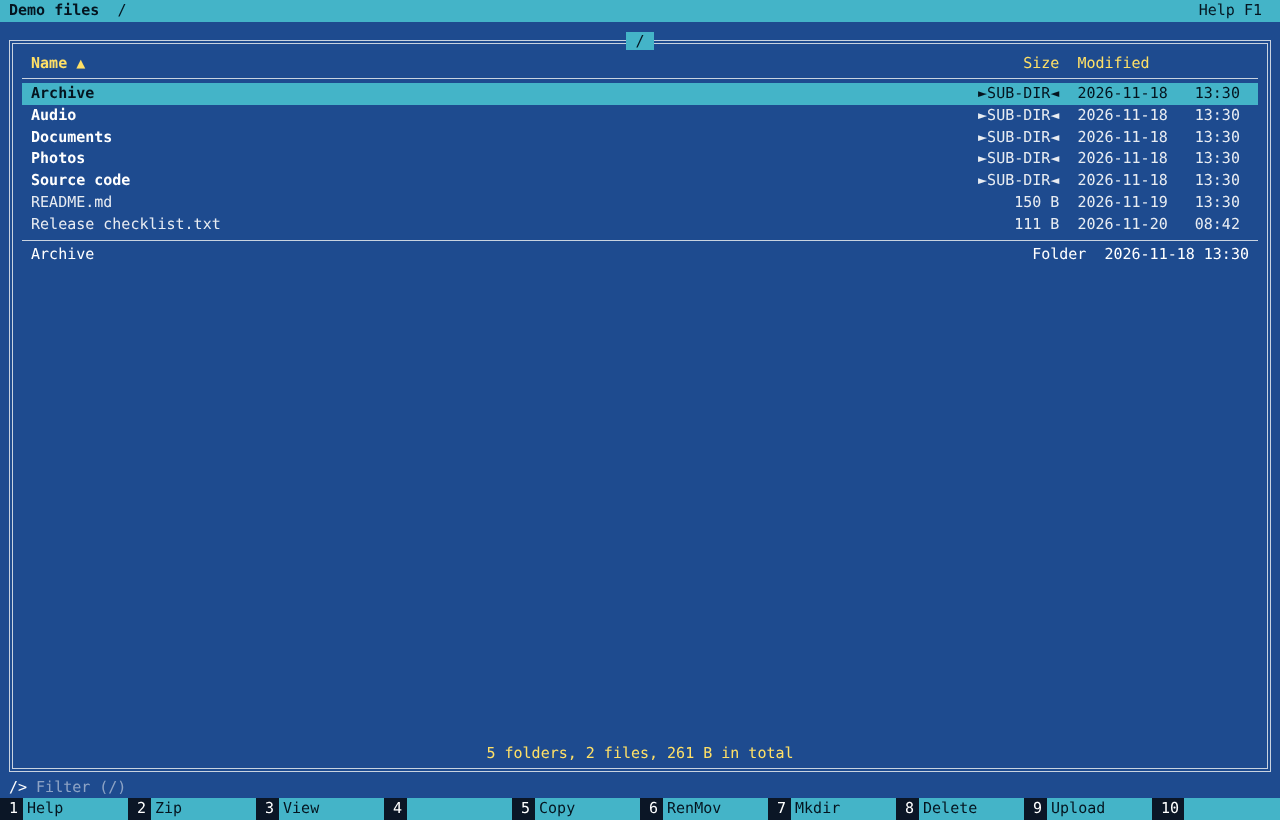 Demo files / Help F1
/
Name ▲ Size Modified
Archive ►SUB-DIR◄ 2026-11-18 13:30
Audio ►SUB-DIR◄ 2026-11-18 13:30
Documents ►SUB-DIR◄ 2026-11-18 13:30
Photos ►SUB-DIR◄ 2026-11-18 13:30
Source code ►SUB-DIR◄ 2026-11-18 13:30
README.md 150 B 2026-11-19 13:30
Release checklist.txt 111 B 2026-11-20 08:42
Archive Folder 2026-11-18 13:30
5 folders, 2 files, 261 B in total
/> Filter (/)
1 Help 2 Zip 3 View 4 5 Copy 6 RenMov 7 Mkdir 8 Delete 9 Upload 10